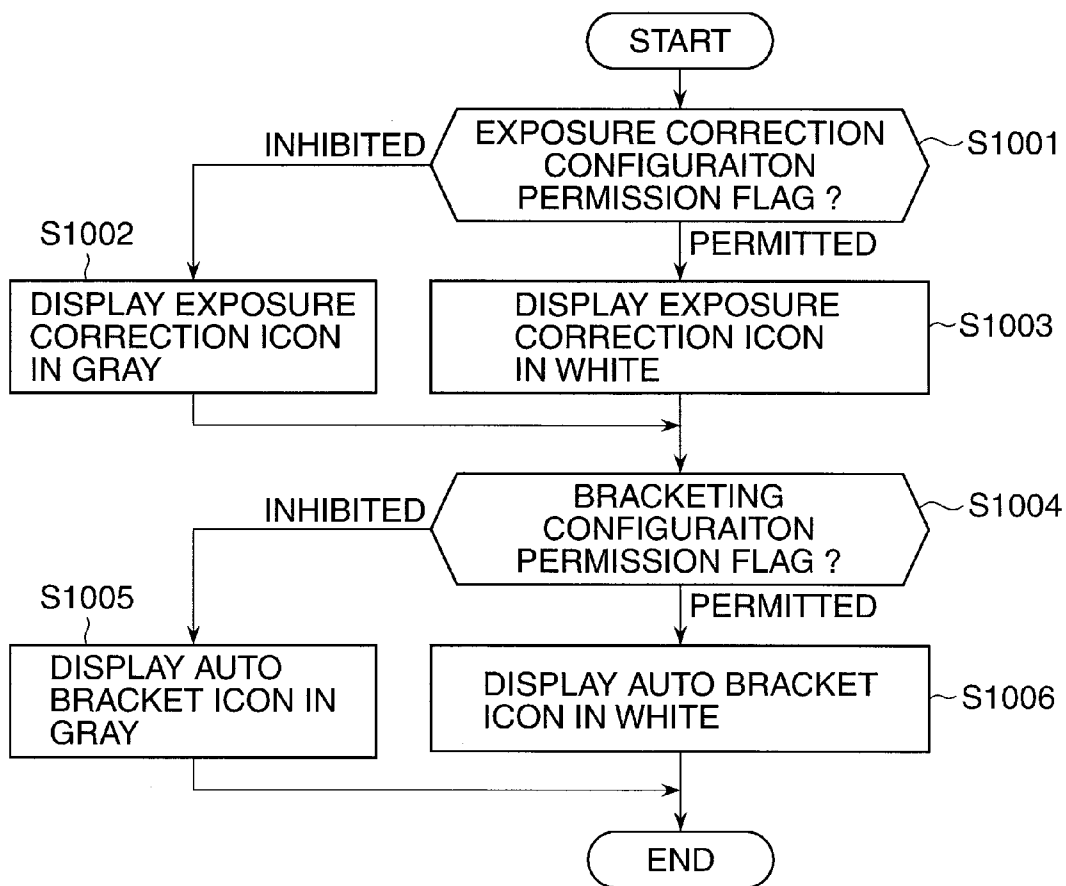 START
EXPOSURE CORRECTION
CONFIGURAITON
PERMISSION FLAG ?
S1001
INHIBITED
PERMITTED
S1002
DISPLAY EXPOSURE
CORRECTION ICON
IN GRAY
DISPLAY EXPOSURE
CORRECTION ICON
IN WHITE
S1003
BRACKETING
CONFIGURAITON
PERMISSION FLAG ?
S1004
INHIBITED
PERMITTED
S1005
DISPLAY AUTO
BRACKET ICON IN
GRAY
DISPLAY AUTO BRACKET
ICON IN WHITE
S1006
END